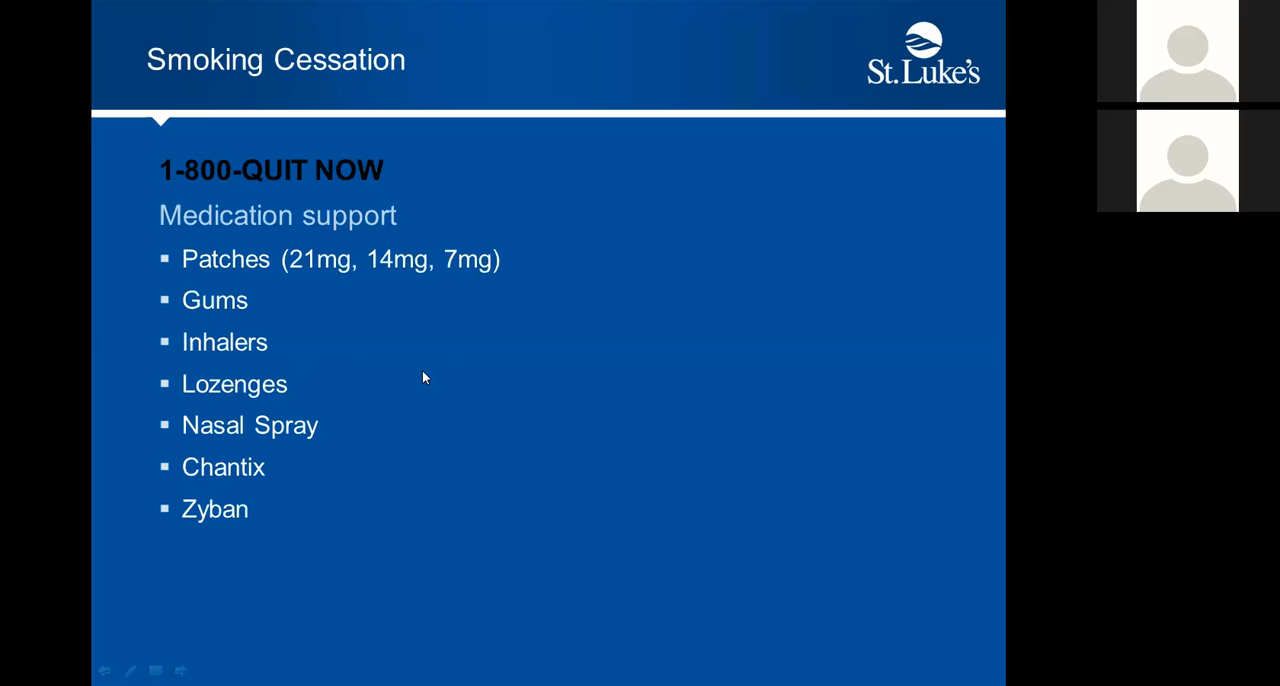 Smoking Cessation
St. Luke's
1-800-QUIT NOW
Medication support
▪ Patches (21mg, 14mg, 7mg)
▪ Gums
▪ Inhalers
▪ Lozenges
▪ Nasal Spray
▪ Chantix
▪ Zyban